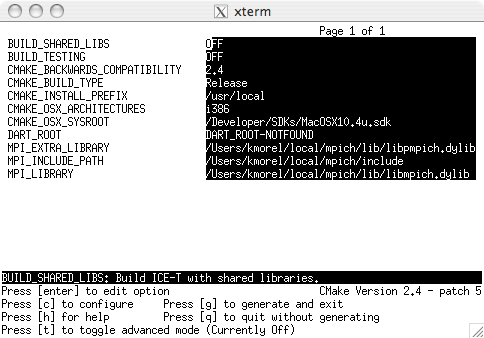 xterm
Page 1 of 1
BUILD_SHARED_LIBS OFF
BUILD_TESTING OFF
CMAKE_BACKWARDS_COMPATIBILITY 2.4
CMAKE_BUILD_TYPE Release
CMAKE_INSTALL_PREFIX /usr/local
CMAKE_OSX_ARCHITECTURES i386
CMAKE_OSX_SYSROOT /Developer/SDKs/MacOSX10.4u.sdk
DART_ROOT DART_ROOT-NOTFOUND
MPI_EXTRA_LIBRARY /Users/kmorel/local/mpich/lib/libpmpich.dylib
MPI_INCLUDE_PATH /Users/kmorel/local/mpich/include
MPI_LIBRARY /Users/kmorel/local/mpich/lib/libmpich.dylib
BUILD_SHARED_LIBS: Build ICE-T with shared libraries.
Press [enter] to edit option CMake Version 2.4 - patch 5
Press [c] to configure Press [g] to generate and exit
Press [h] for help Press [q] to quit without generating
Press [t] to toggle advanced mode (Currently Off)